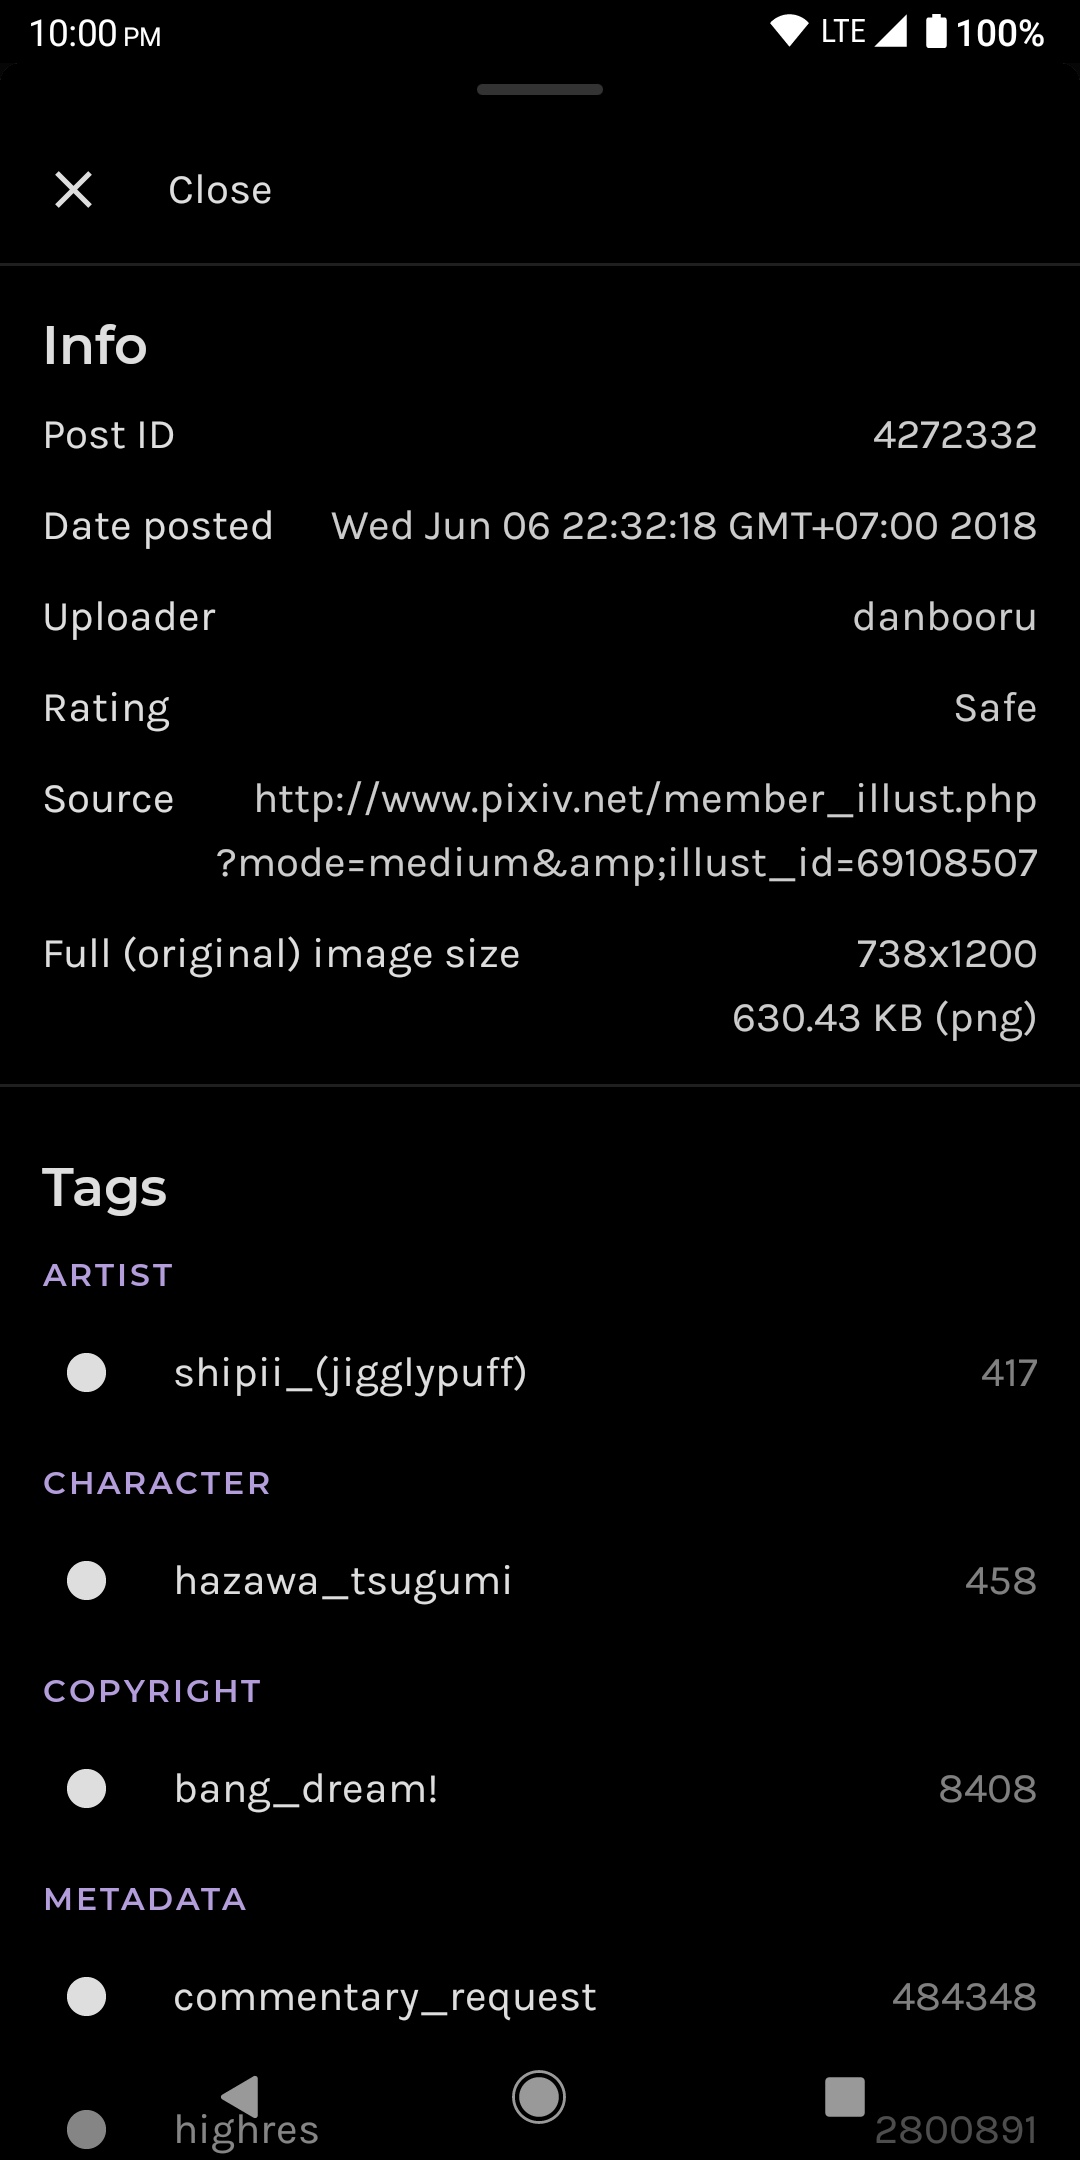 10:00 PM LTE 100%
Close
Info
Post ID 4272332
Date posted Wed Jun 06 22:32:18 GMT+07:00 2018
Uploader danbooru
Rating Safe
Source http://www.pixiv.net/member_illust.php
?mode=medium&amp;illust_id=69108507
Full (original) image size 738x1200
630.43 KB (png)
Tags
ARTIST
shipii_(jigglypuff) 417
CHARACTER
hazawa_tsugumi 458
COPYRIGHT
bang_dream! 8408
METADATA
commentary_request 484348
highres 2800891